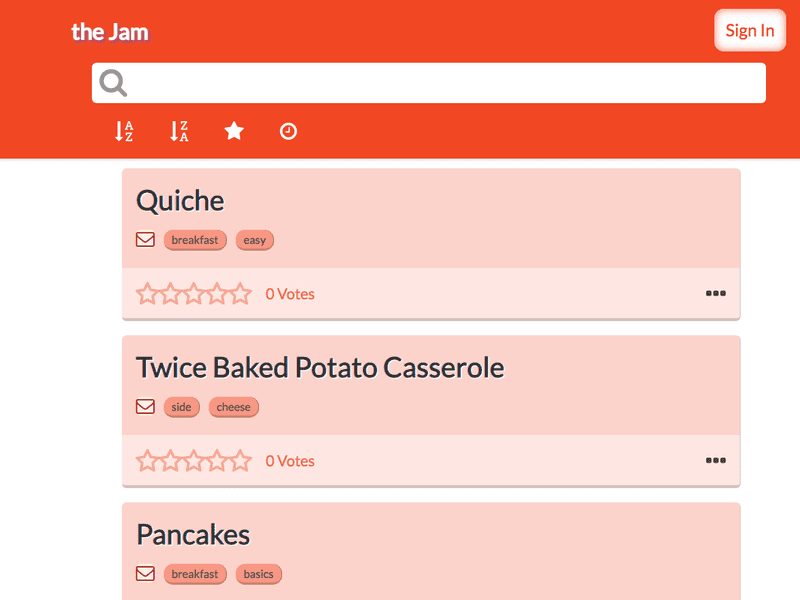 the Jam
Sign In
Quiche
breakfast easy
0 Votes
Twice Baked Potato Casserole
side cheese
0 Votes
Pancakes
breakfast basics